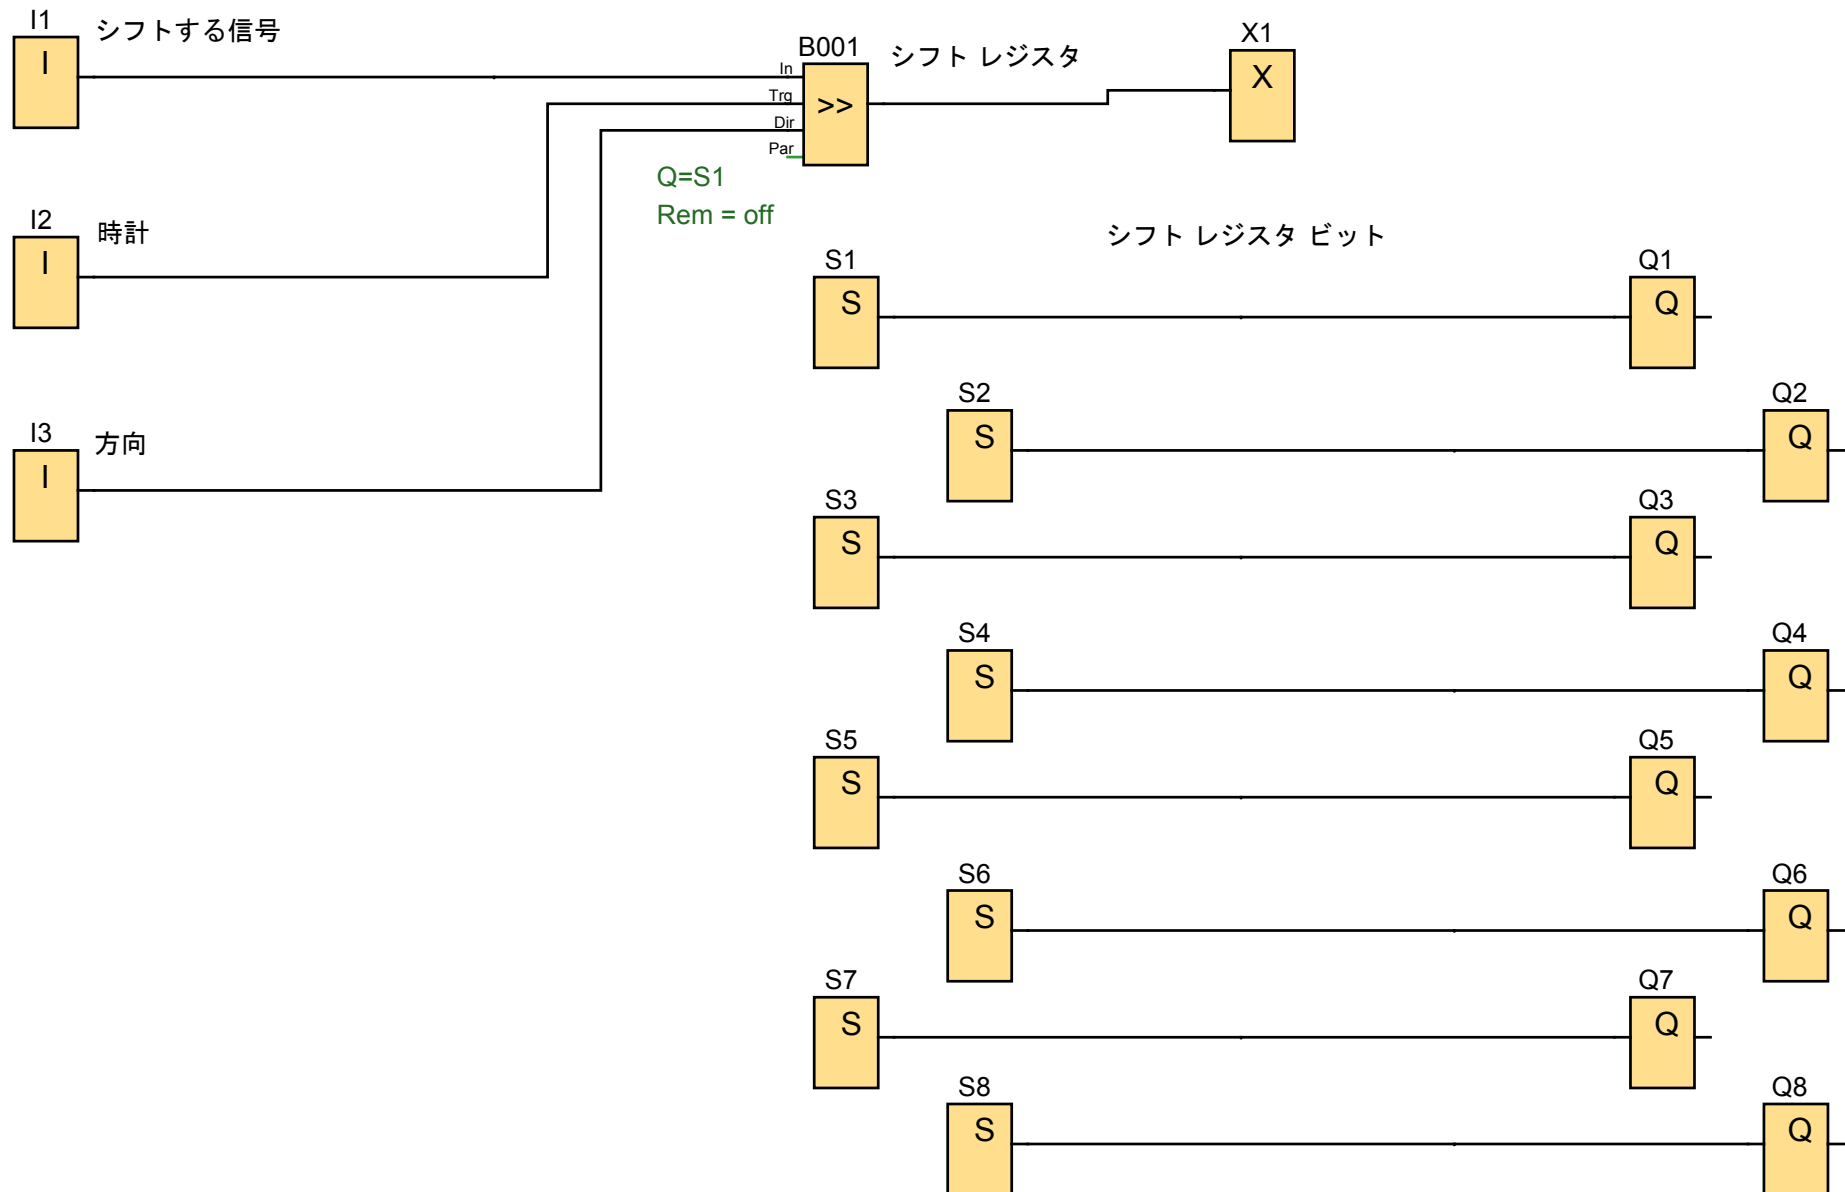 I1
シフトする信号
I
B001
シフト レジスタ
X1
X
In
Trg
Dir
Par
>>
Q=S1
Rem = off
I2
時計
I
シフト レジスタ ビット
I3
方向
I
S1
S
Q1
Q
S2
S
Q2
Q
S3
S
Q3
Q
S4
S
Q4
Q
S5
S
Q5
Q
S6
S
Q6
Q
S7
S
Q7
Q
S8
S
Q8
Q